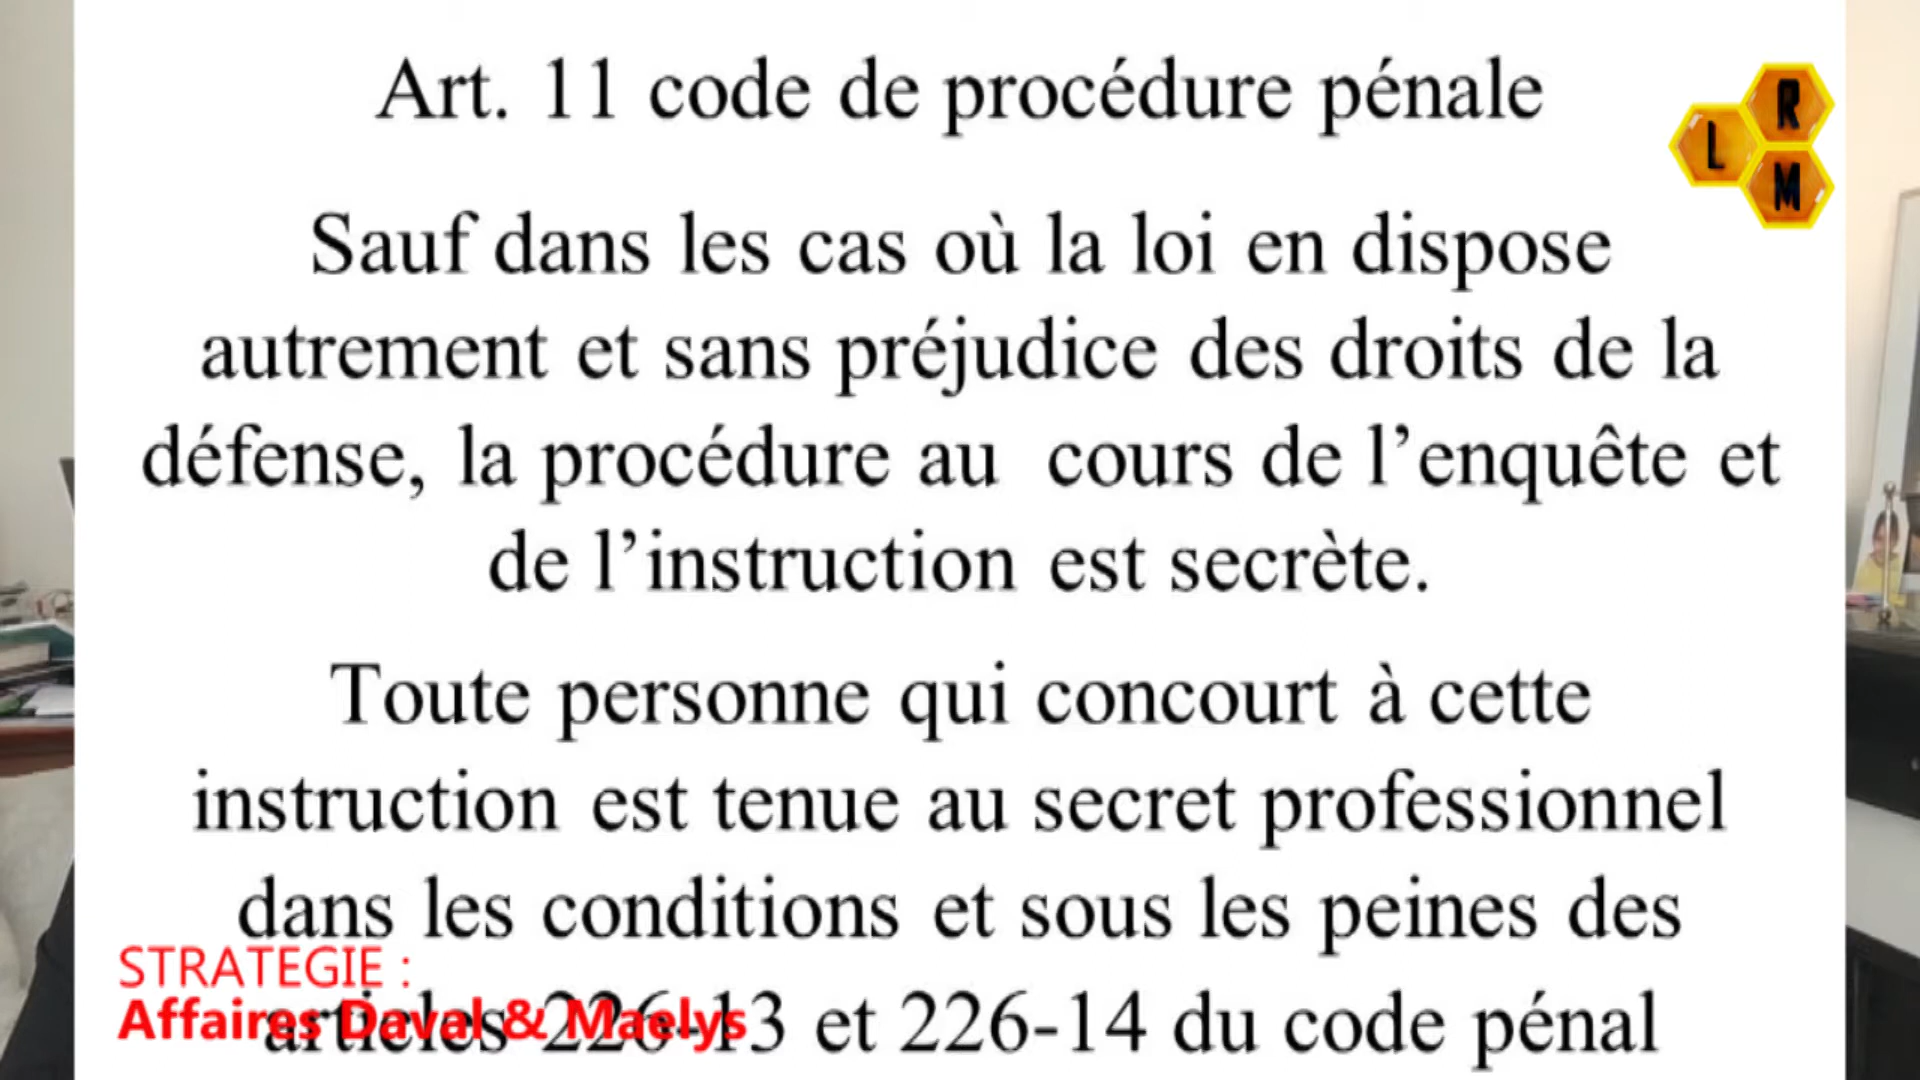 Art. 11 code de procédure pénale
Sauf dans les cas où la loi en dispose
autrement et sans préjudice des droits de la
défense, la procédure au cours de l’enquête et
de l’instruction est secrète.
Toute personne qui concourt à cette
instruction est tenue au secret professionnel
dans les conditions et sous les peines des
articles 226-13 et 226-14 du code pénal
STRATEGIE :
Affaires Daval & Maelys
L
R
M